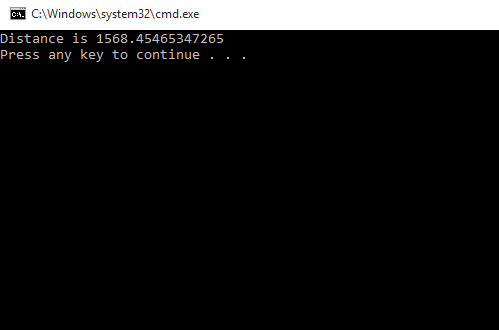 C:\Windows\system32\cmd.exe
Distance is 1568.45465347265
Press any key to continue . . .